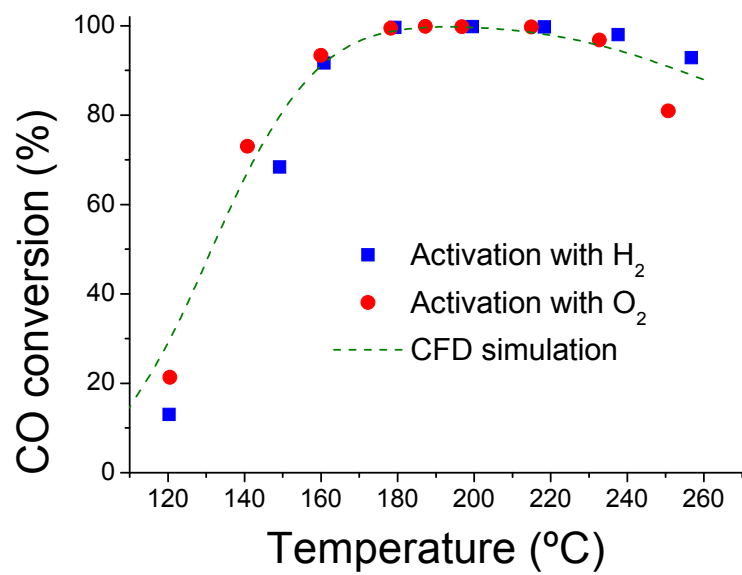 CO conversion (%)
100
80
60
40
20
0
Activation with H₂
Activation with O₂
CFD simulation
120 140 160 180 200 220 240 260
Temperature (ºC)